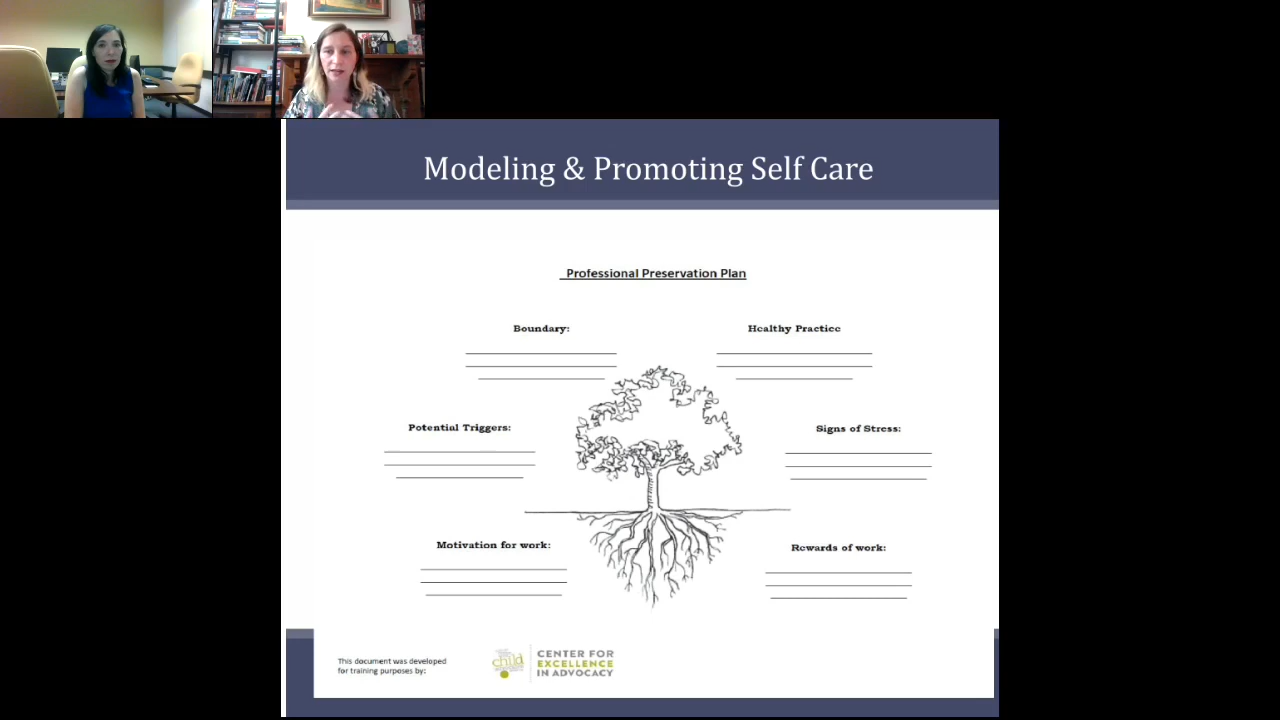 Modeling & Promoting Self Care
Professional Preservation Plan
Boundary:
Healthy Practice
Potential Triggers:
Signs of Stress:
Motivation for work:
Rewards of work:
This document was developed
for training purposes by:
child
CENTER FOR
EXCELLENCE
IN ADVOCACY